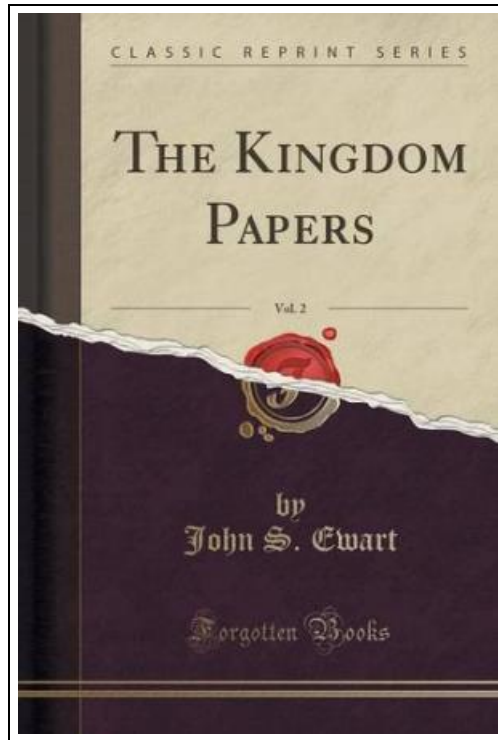 CLASSIC REPRINT SERIES
THE KINGDOM
PAPERS
Vol. 2
by
John S. Ewart
Forgotten Books